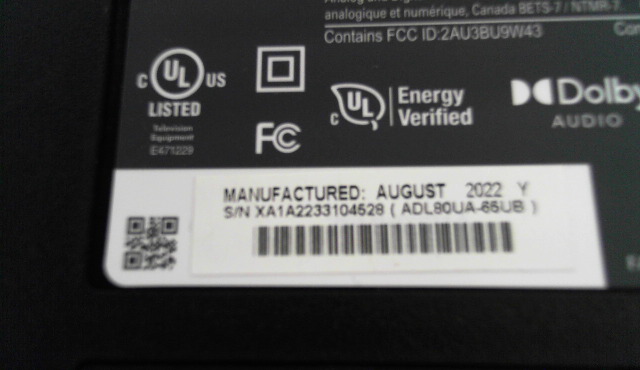 analogique et numérique, Canada BETS-7 / NTMR-7.
Contains FCC ID:2AU3BU9W43
C UL US
LISTED
Television
Equipment
E471229
FC
C UL
Energy
Verified
Dolby
AUDIO
MANUFACTURED: AUGUST 2022 Y
S/N XA1A2233104528 ( ADL80UA-65UB )